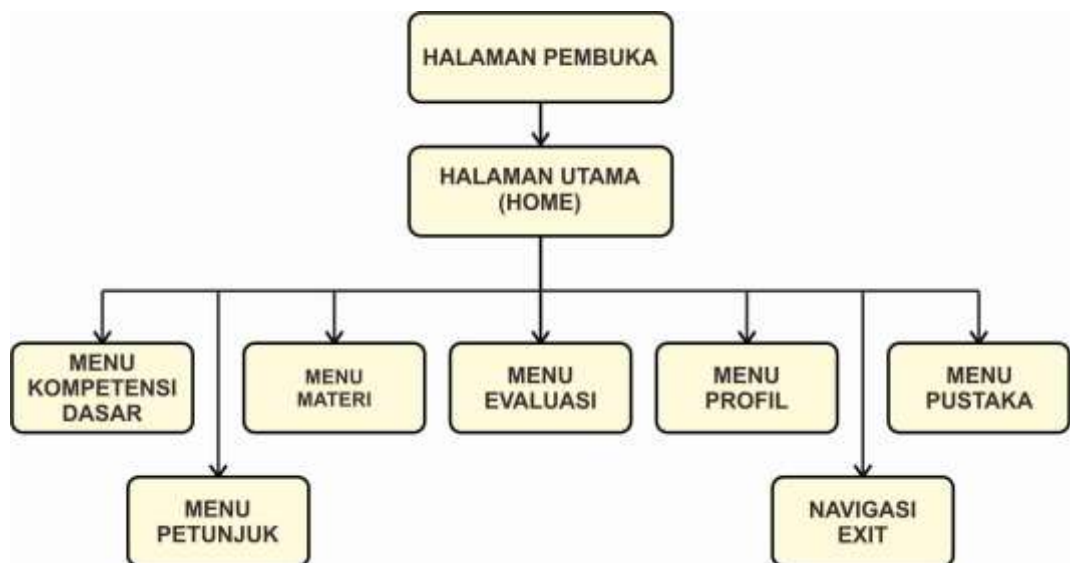 HALAMAN PEMBUKA
HALAMAN UTAMA
(HOME)
MENU
KOMPETENSI
DASAR
MENU
MATERI
MENU
EVALUASI
MENU
PROFIL
MENU
PUSTAKA
MENU
PETUNJUK
NAVIGASI
EXIT